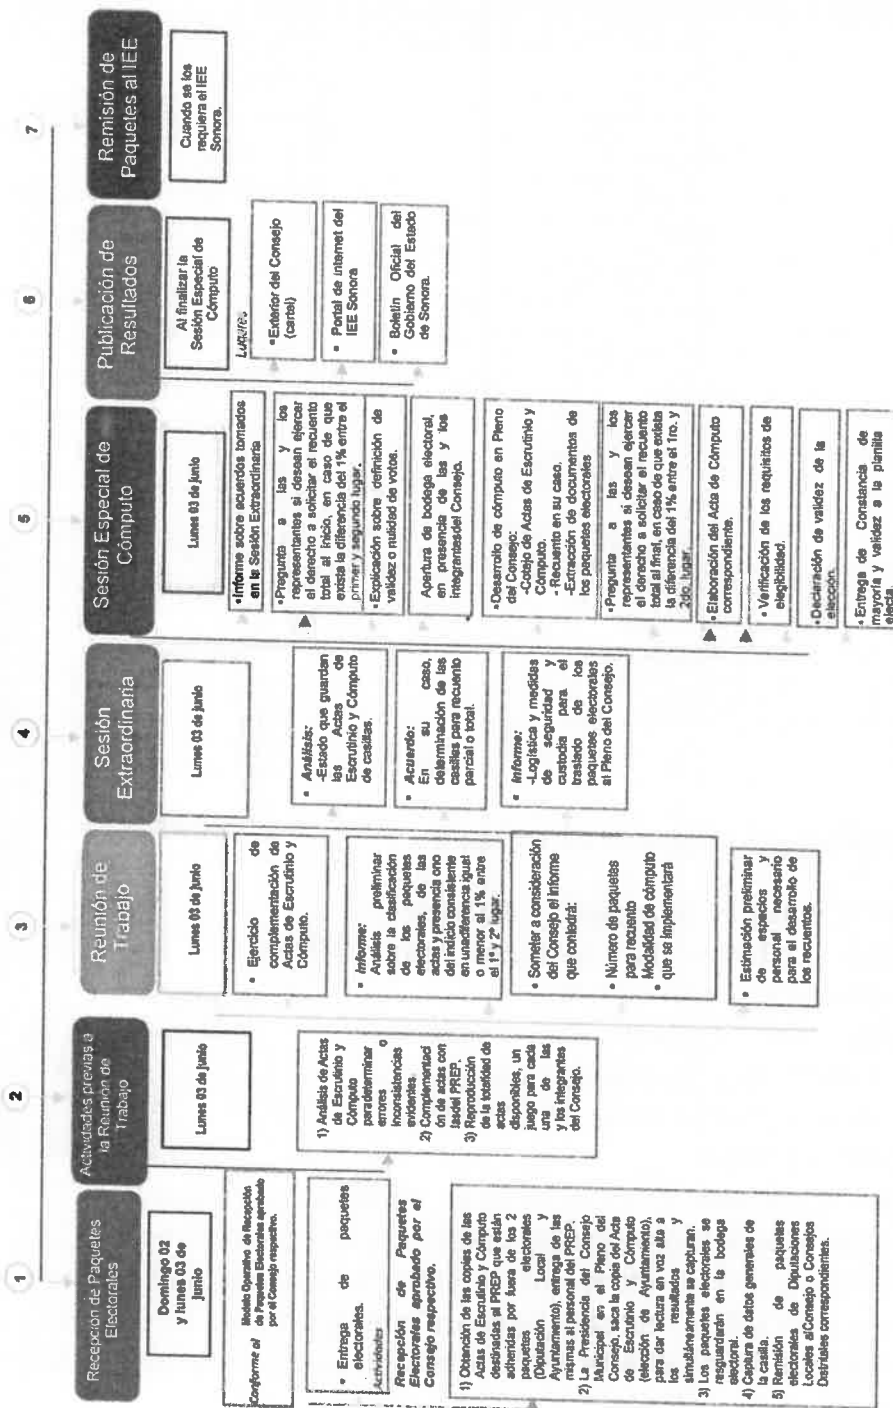 1
Recepción de Paquetes
Electorales
Domingo 02
y lunes 03 de
junio
Conforme al
Modelo Operativo de Recepción
de Paquetes Electorales aprobado
por el Consejo respectivo.
• Entrega de paquetes
electorales.
Actividades
Recepción de Paquetes
Electorales aprobado por el
Consejo respectivo.
1) Obtención de las copias de las
Actas de Escrutinio y Cómputo
destinadas al PREP que están
adheridas por fuera de los 2
paquetes electorales
(Diputación Local y
Ayuntamiento), entrega de las
mismas al personal del PREP.
2) La Presidencia del Consejo
Municipal en el Pleno del
Consejo, saca la copia del Acta
de Escrutinio y Cómputo
(elección de Ayuntamiento),
para dar lectura en voz alta a
los resultados y
simultáneamente se capturan.
3) Los paquetes electorales se
resguardarán en la bodega
electoral.
4) Captura de datos generales de
la casilla.
5) Remisión de paquetes
electorales de Diputaciones
Locales al Consejo o Consejos
Distritales correspondientes.
2
Actividades previas a
la Reunión de
Trabajo
Lunes 03 de junio
1) Análisis de Actas
de Escrutinio y
Cómputo
para determinar
errores o
inconsistencias
evidentes.
2) Complementaci
ón de actas con
las del PREP.
3) Reproducción
de la totalidad de
actas
disponibles, un
juego para cada
una de las
y los integrantes
del Consejo.
3
Reunión de
Trabajo
Lunes 03 de junio
• Ejercicio de
complementación de
Actas de Escrutinio y
Cómputo.
• Informe:
Análisis preliminar
sobre la clasificación
de los paquetes
electorales, de las
actas y presencia o no
del indicio consistente
en una diferencia igual
o menor al 1% entre
el 1º y 2º lugar.
• Someter a consideración
del Consejo el informe
que contendrá:
• Número de paquetes
para recuento
Modalidad de cómputo
• que se implementará
• Estimación preliminar
de espacios y
personal necesario
para el desarrollo de
los recuentos.
4
Sesión
Extraordinaria
Lunes 03 de junio
• Análisis:
-Estado que guardan
las Actas de
Escrutinio y Cómputo
de casillas.
• Acuerdo:
En su caso,
determinación de las
casillas para recuento
parcial o total.
• Informe:
-Logística y medidas
de seguridad y
custodia para el
traslado de los
paquetes electorales
al Pleno del Consejo.
5
Sesión Especial de
Cómputo
Lunes 03 de junio
•Informe sobre acuerdos tomados
en la Sesión Extraordinaria
•Pregunta a las y los
representantes si desean ejercer
el derecho a solicitar el recuento
total al inicio, en caso de que
exista la diferencia del 1% entre el
primer y segundo lugar.
•Explicación sobre definición de
validez o nulidad de votos.
Apertura de bodega electoral,
en presencia de las y los
integrantes del Consejo.
•Desarrollo de cómputo en Pleno
del Consejo:
-Cotejo de Actas de Escrutinio y
Cómputo.
- Recuento en su caso.
-Extracción de documentos de
los paquetes electorales
•Pregunta a las y los
representantes si desean ejercer
el derecho a solicitar el recuento
total al final, en caso de que exista
la diferencia del 1% entre el 1ro. y
2do. lugar.
•Elaboración del Acta de Cómputo
correspondiente.
• Verificación de los requisitos de
elegibilidad.
•Declaración de validez de la
elección.
•Entrega de Constancia de
mayoría y validez a la planilla
electa.
6
Publicación de
Resultados
Al finalizar la
Sesión Especial de
Cómputo
Lugares
•Exterior del Consejo
(cartel)
• Portal de internet del
IEE Sonora
• Boletín Oficial del
Gobierno del Estado
de Sonora.
7
Remisión de
Paquetes al IEE
Cuando se los
requiera el IEE
Sonora.